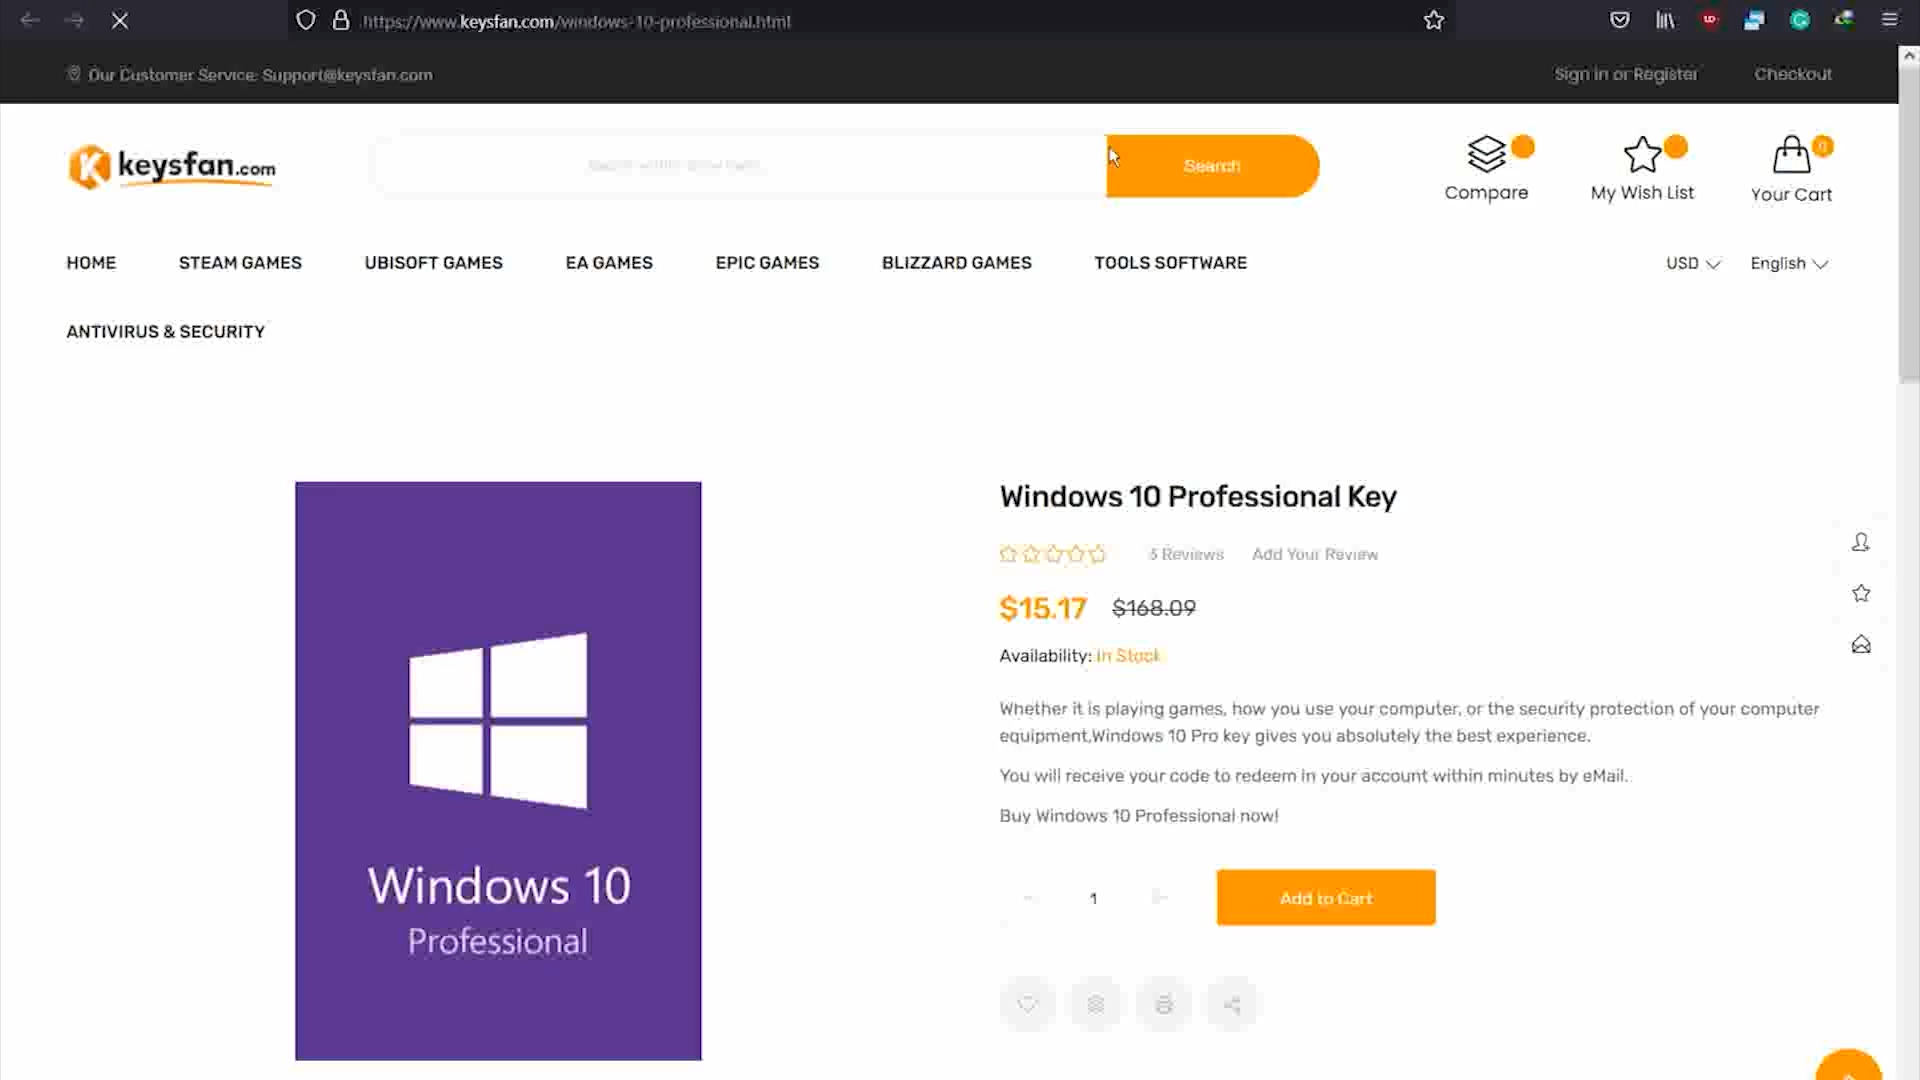 https://www.keysfan.com/windows-10-professional.html
Our Customer Service: Support@keysfan.com
Sign in or Register
Checkout
keysfan.com
Search
Compare
My Wish List
0
Your Cart
HOME
STEAM GAMES
UBISOFT GAMES
EA GAMES
EPIC GAMES
BLIZZARD GAMES
TOOLS SOFTWARE
USD
English
ANTIVIRUS & SECURITY
Windows 10 Professional Key
3 Reviews
Add Your Review
$15.17
$168.09
Availability: In Stock
Whether it is playing games, how you use your computer, or the security protection of your computer
equipment,Windows 10 Pro key gives you absolutely the best experience.
You will receive your code to redeem in your account within minutes by eMail.
Buy Windows 10 Professional now!
1
Add to Cart
Windows 10
Professional